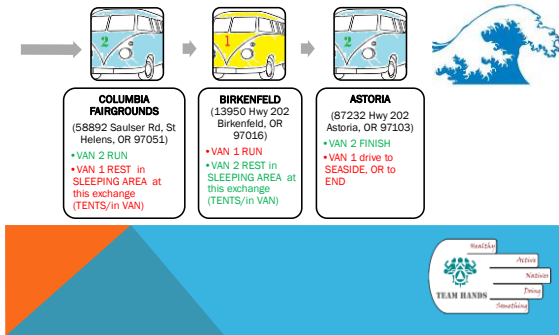 2
1
2
COLUMBIA
FAIRGROUNDS
(58892 Saulser Rd, St
Helens, OR 97051)
•VAN 2 RUN
•VAN 1 REST in
SLEEPING AREA at
this exchange
(TENTS/in VAN)
BIRKENFELD
(13950 Hwy 202
Birkenfeld, OR
97016)
•VAN 1 RUN
•VAN 2 REST in
SLEEPING AREA at
this exchange
(TENTS/in VAN)
ASTORIA
(87232 Hwy 202
Astoria, OR 97103)
•VAN 2 FINISH
•VAN 1 drive to
SEASIDE, OR to
END
Healthy
Active
Natives
Doing
Something
TEAM HANDS